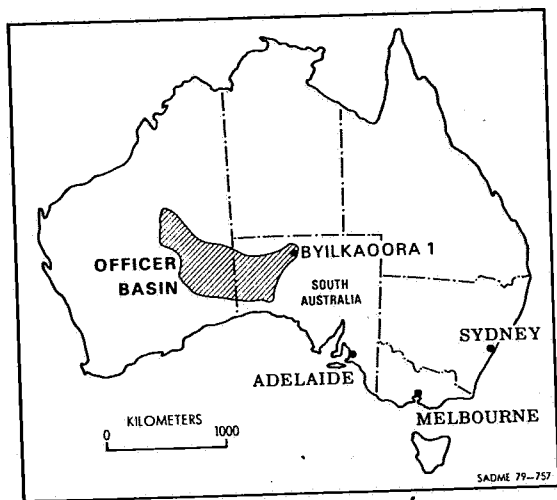 BYILKAOORA 1
OFFICER
BASIN
SOUTH
AUSTRALIA
SYDNEY
ADELAIDE
MELBOURNE
KILOMETERS
0 1000
SADME 79-757